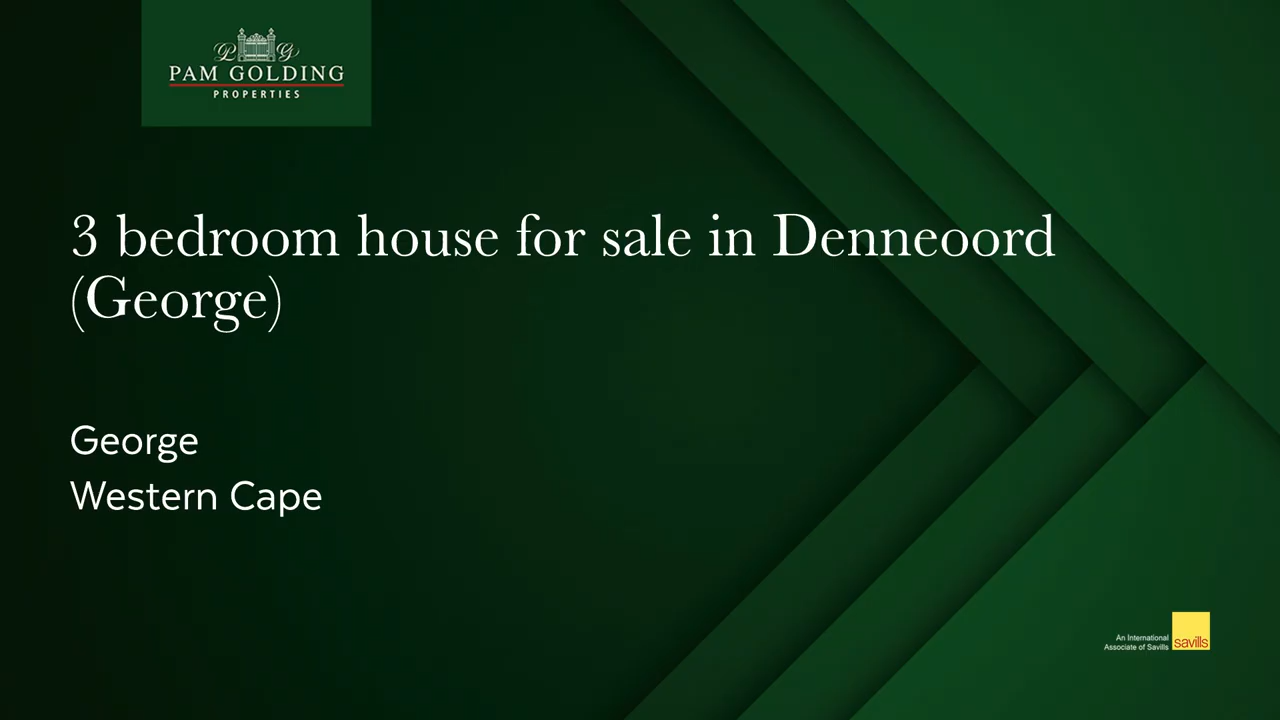 PG
PAM GOLDING
PROPERTIES
3 bedroom house for sale in Denneoord
(George)
George
Western Cape
An International
Associate of Savills
savills